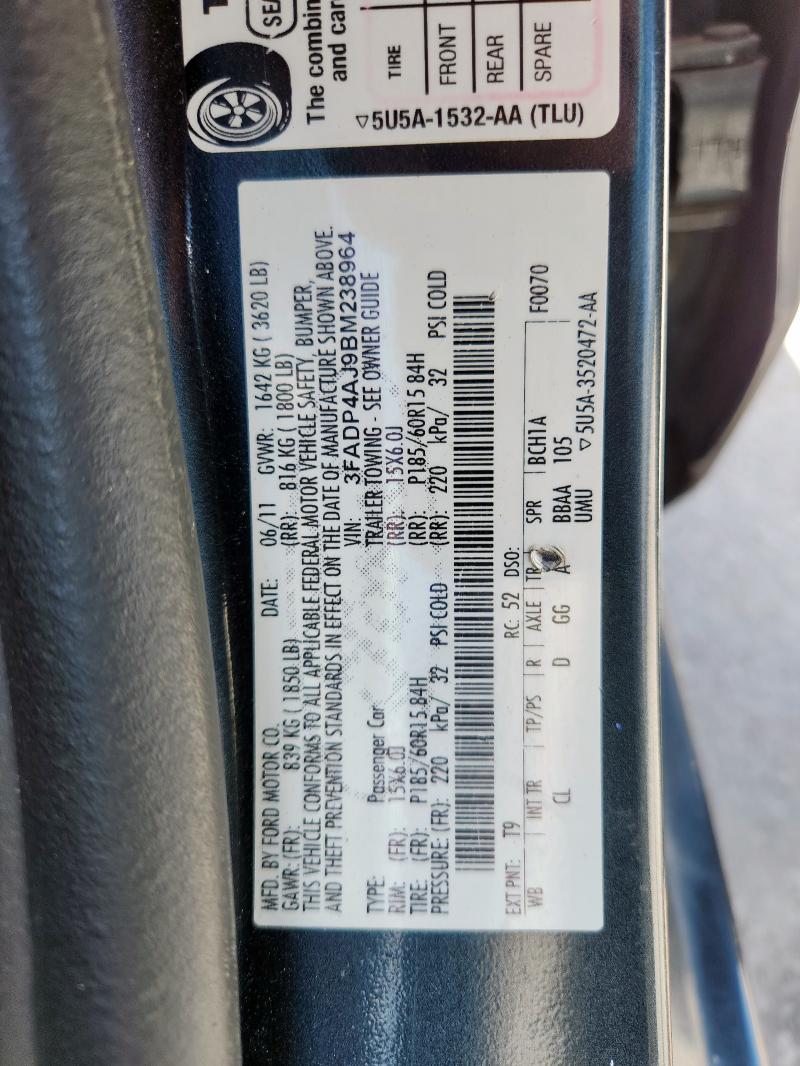 SEA
The combin
and car
TIRE
FRONT
REAR
SPARE
▽5U5A-1532-AA (TLU)
MFD. BY FORD MOTOR CO. DATE: 06/11 GVWR: 1642 KG ( 3620 LB)
GAWR: (FR): 839 KG ( 1850 LB) (RR): 816 KG ( 1800 LB)
THIS VEHICLE CONFORMS TO ALL APPLICABLE FEDERAL MOTOR VEHICLE SAFETY, BUMPER,
AND THEFT PREVENTION STANDARDS IN EFFECT ON THE DATE OF MANUFACTURE SHOWN ABOVE.
VIN: 3FADP4AJ9BM238964
TYPE: Passenger Car TRAILER TOWING - SEE OWNER GUIDE
RIM: (FR): 15X6.0J (RR): 15X6.0J
TIRE: (FR): P185/60R15 84H (RR): P185/60R15 84H
PRESSURE: (FR): 220 kPa/ 32 PSI COLD (RR): 220 kPa/ 32 PSI COLD
EXT PNT: T9 RC: 52 DSO:
WB INT TR TP/PS R AXLE TR SPR BCH1A F0070
CL D GG A BBAA 105
UMU ▽5U5A-3520472-AA